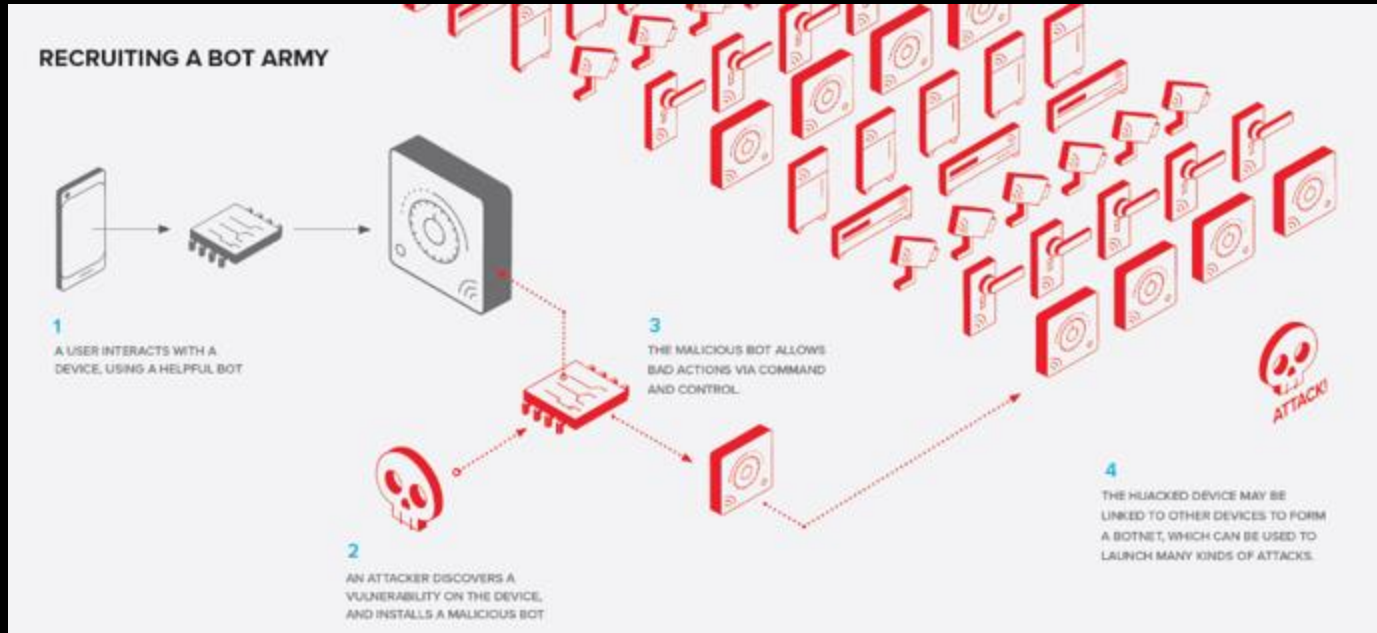 RECRUITING A BOT ARMY
1
A USER INTERACTS WITH A
DEVICE, USING A HELPFUL BOT
2
AN ATTACKER DISCOVERS A
VULNERABILITY ON THE DEVICE,
AND INSTALLS A MALICIOUS BOT
3
THE MALICIOUS BOT ALLOWS
BAD ACTIONS VIA COMMAND
AND CONTROL.
4
THE HIJACKED DEVICE MAY BE
LINKED TO OTHER DEVICES TO FORM
A BOTNET, WHICH CAN BE USED TO
LAUNCH MANY KINDS OF ATTACKS.
ATTACK!